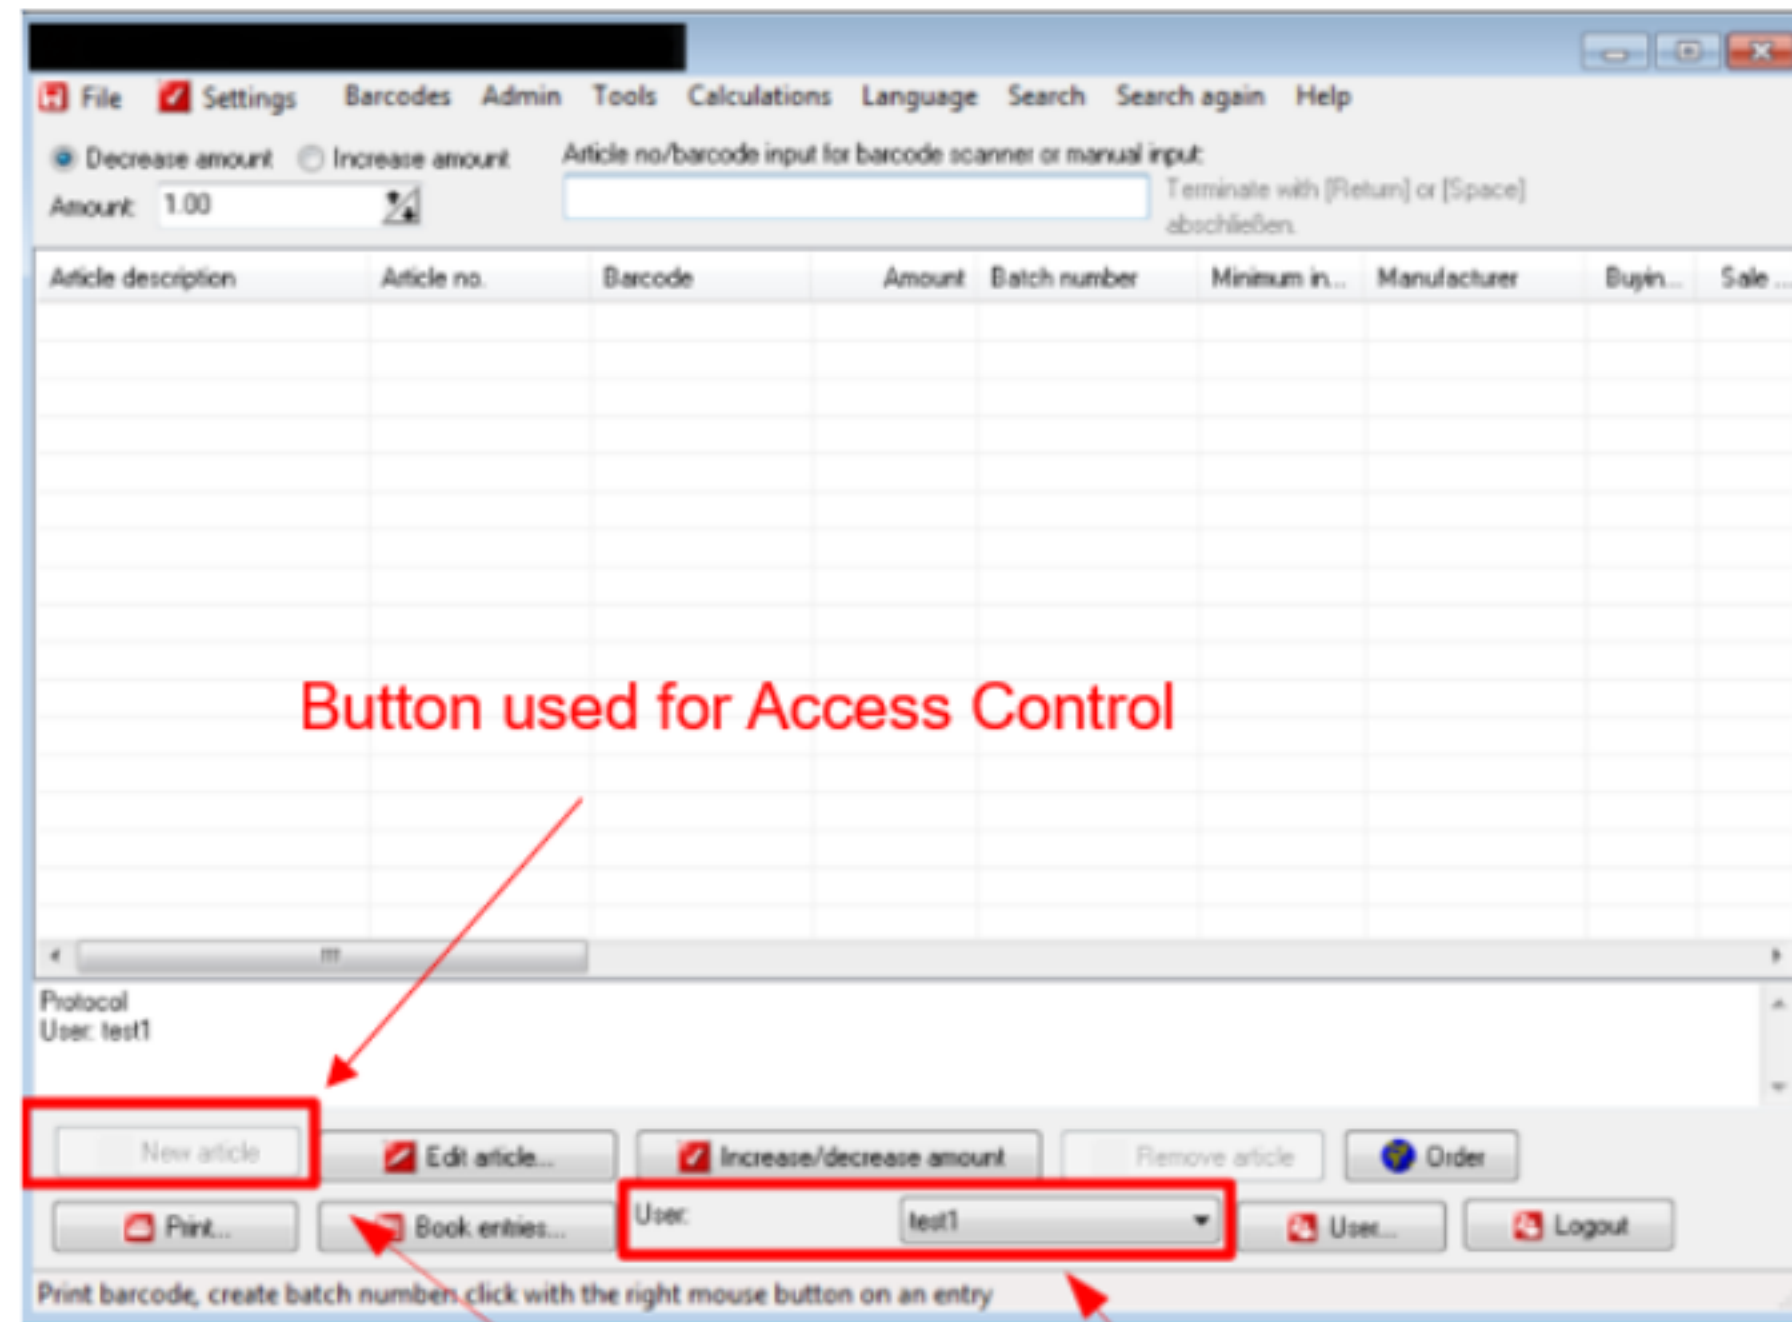 File Settings Barcodes Admin Tools Calculations Language Search Search again Help
Decrease amount Increase amount Article no/barcode input for barcode scanner or manual input:
Amount: 1.00 Terminate with [Return] or [Space]
abschließen.
Article description Article no. Barcode Amount Batch number Minimum in... Manufacturer Buyin... Sale ...
Button used for Access Control
Protocol
User: test1
New article Edit article... Increase/decrease amount Remove article Order
Print... Book entries... User: test1 User... Logout
Print barcode, create batch number: click with the right mouse button on an entry